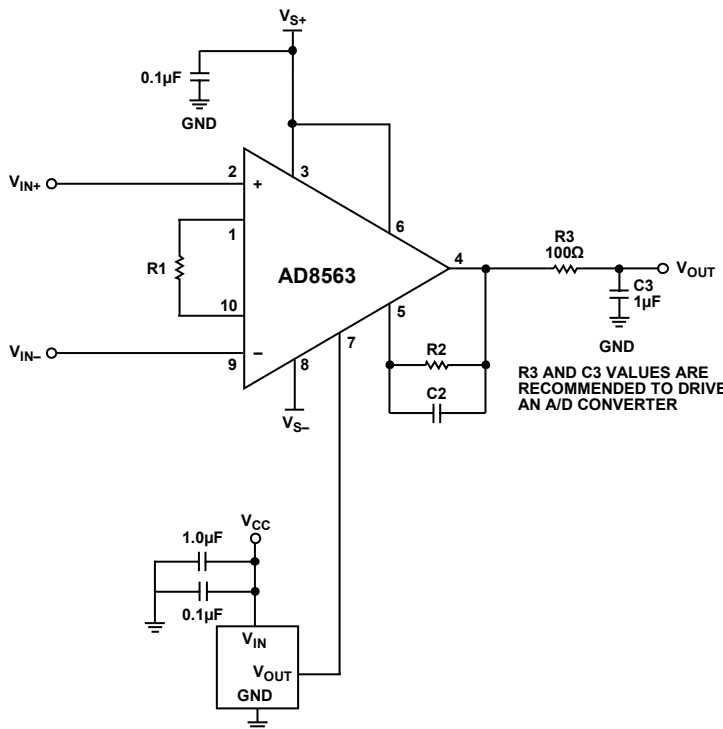 VS+
0.1µF
GND
VIN+
2
+
3
1
6
R1
AD8563
4
R3
100Ω
VOUT
C3
1µF
GND
10
5
VIN–
9
–
8
7
R2
C2
VS–
R3 AND C3 VALUES ARE
RECOMMENDED TO DRIVE
AN A/D CONVERTER
VCC
1.0µF
0.1µF
VIN
VOUT
GND